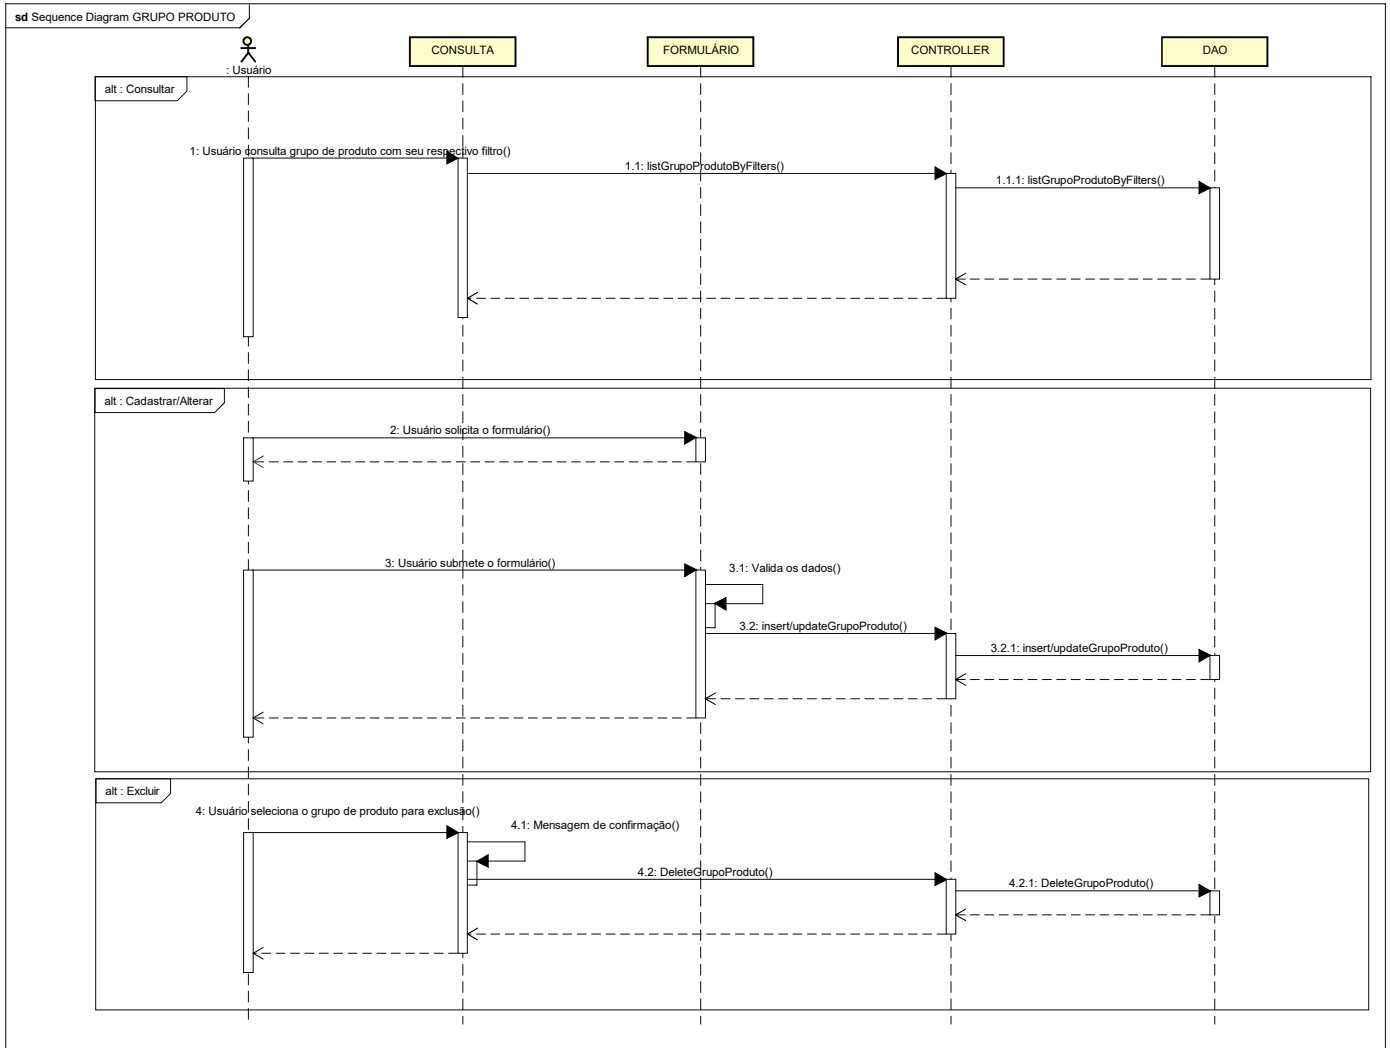 sd Sequence Diagram GRUPO PRODUTO
: Usuário
CONSULTA
FORMULÁRIO
CONTROLLER
DAO
alt : Consultar
1: Usuário consulta grupo de produto com seu respectivo filtro()
1.1: listGrupoProdutoByFilters()
1.1.1: listGrupoProdutoByFilters()
alt : Cadastrar/Alterar
2: Usuário solicita o formulário()
3: Usuário submete o formulário()
3.1: Valida os dados()
3.2: insert/updateGrupoProduto()
3.2.1: insert/updateGrupoProduto()
alt : Excluir
4: Usuário seleciona o grupo de produto para exclusão()
4.1: Mensagem de confirmação()
4.2: DeleteGrupoProduto()
4.2.1: DeleteGrupoProduto()